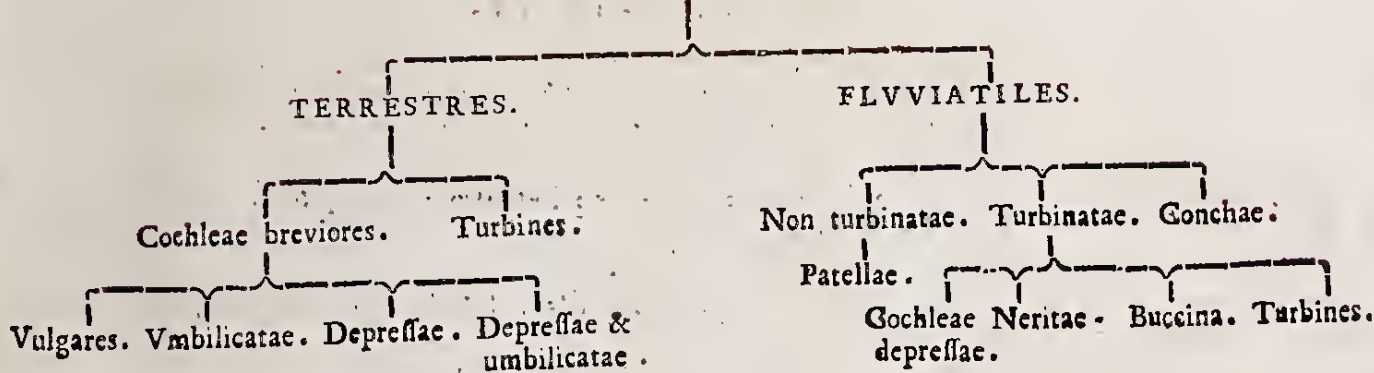 TERRESTRES. FLVVIATILES.
Cochleae breviores. Turbines. Non turbinatae. Turbinatae. Conchae.
Patellae.
Vulgares. Vmbilicatae. Depreſſae. Depreſſae & Cochleae Neritae. Buccina. Turbines.
umbilicatae. depreſſae.